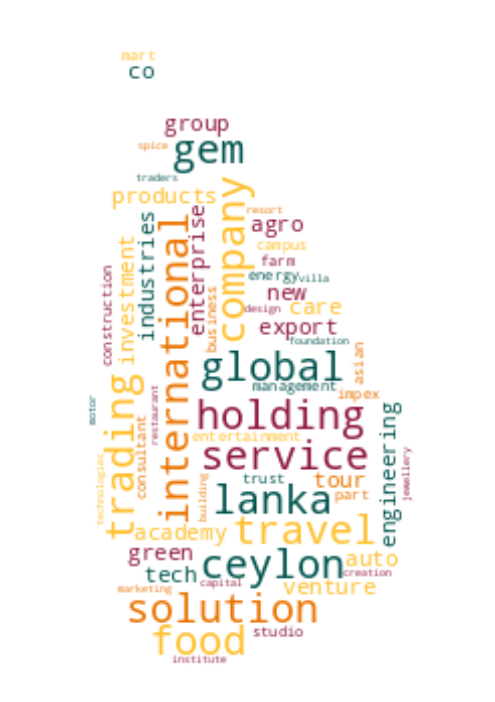 mart
co
group
spice
gem
traders
products
company
resort
international
enterprise
industries
agro
investment
campus
farm
construction
energy
villa
new
business
design
care
export
foundation
global
asian
management
impex
trading
restaurant
motor
holding
engineering
consultant
entertainment
service
jewellery
technologies
building
trust
tour
lanka
part
academy
travel
green
ceylon
auto
tech
capital
creation
marketing
venture
solution
food
studio
institute